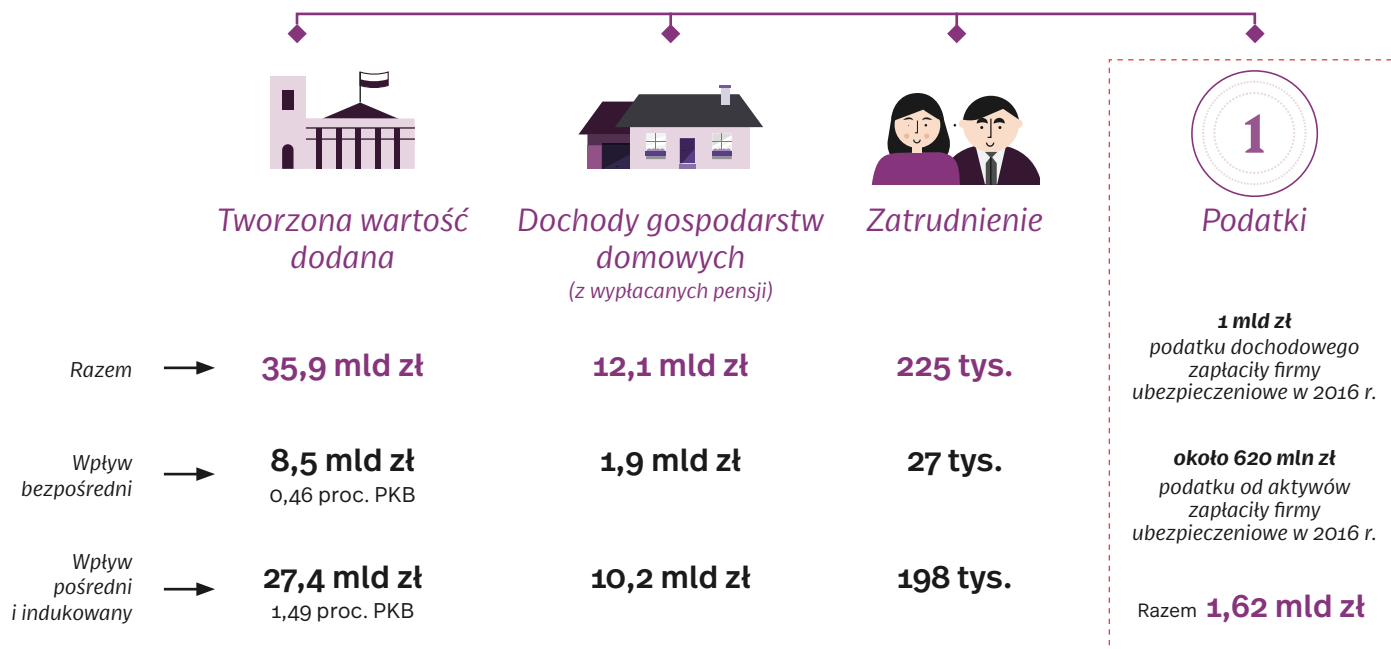 1
Tworzona wartość
dodana
Dochody gospodarstw
domowych
(z wypłacanych pensji)
Zatrudnienie
Podatki
Razem
35,9 mld zł
12,1 mld zł
225 tys.
Wpływ
bezpośredni
8,5 mld zł
0,46 proc. PKB
1,9 mld zł
27 tys.
Wpływ
pośredni
i indukowany
27,4 mld zł
1,49 proc. PKB
10,2 mld zł
198 tys.
1 mld zł
podatku dochodowego
zapłaciły firmy
ubezpieczeniowe w 2016 r.
około 620 mln zł
podatku od aktywów
zapłaciły firmy
ubezpieczeniowe w 2016 r.
Razem 1,62 mld zł